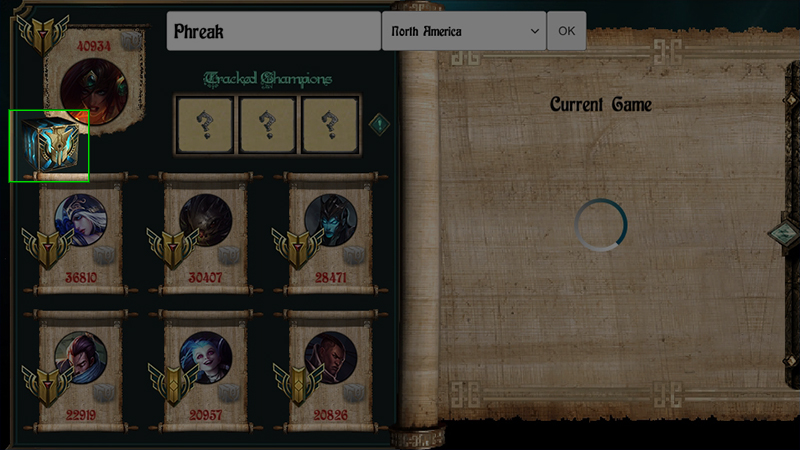 Phreak
North America
OK
40934
Tracked Champions
? ? ?
!
Current Game
36810
30407
28471
22919
20957
20826